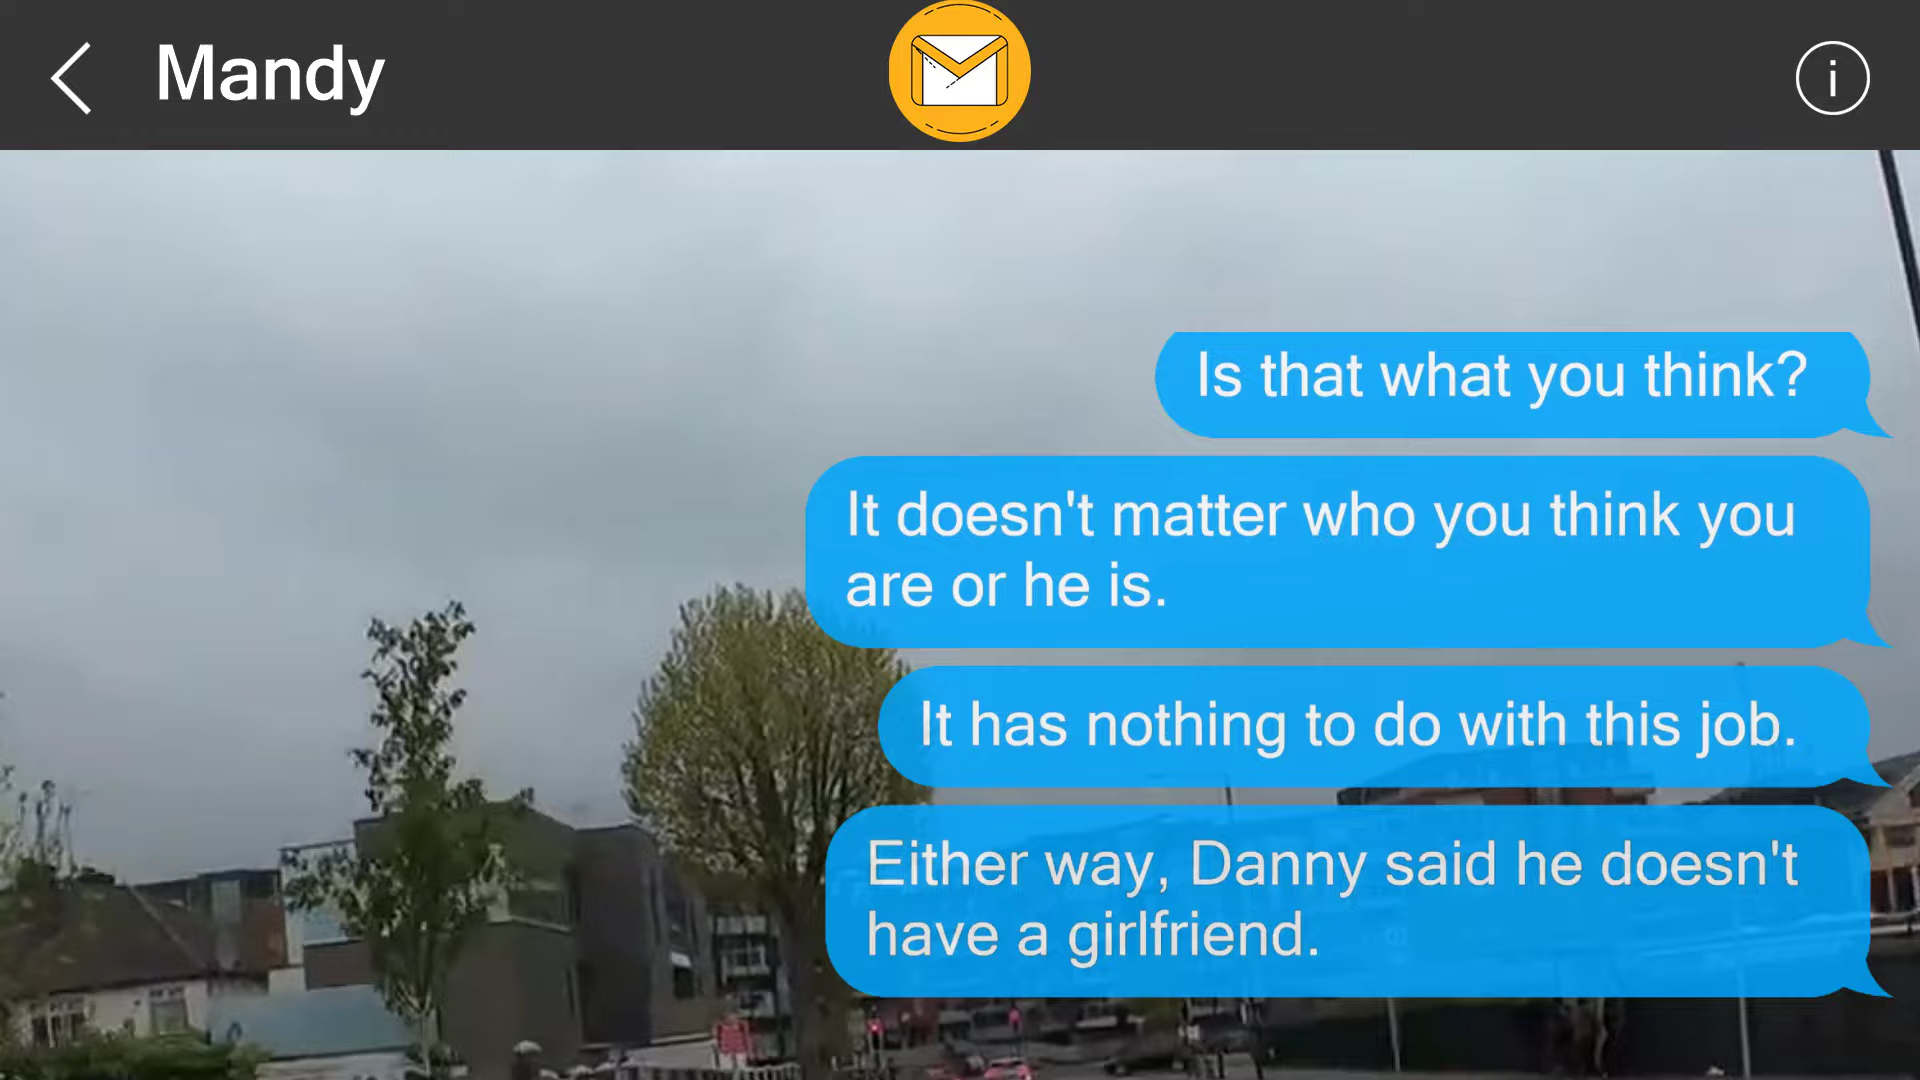 Mandy
i
Is that what you think?
It doesn't matter who you think you
are or he is.
It has nothing to do with this job.
Either way, Danny said he doesn't
have a girlfriend.